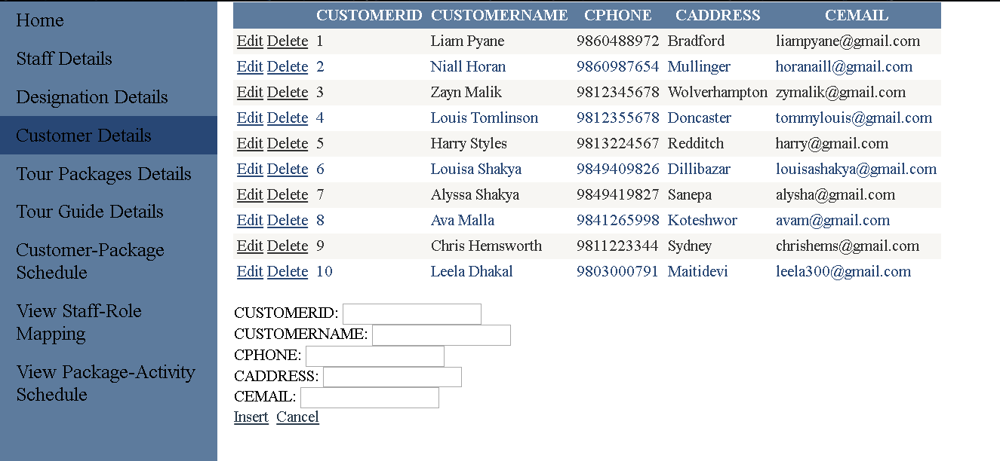 Home
Staff Details
Designation Details
Customer Details
Tour Packages Details
Tour Guide Details
Customer-Package
Schedule
View Staff-Role
Mapping
View Package-Activity
Schedule
CUSTOMERID CUSTOMERNAME CPHONE CADDRESS CEMAIL
Edit Delete 1 Liam Pyane 9860488972 Bradford liampyane@gmail.com
Edit Delete 2 Niall Horan 9860987654 Mullinger horanaill@gmail.com
Edit Delete 3 Zayn Malik 9812345678 Wolverhampton zymalik@gmail.com
Edit Delete 4 Louis Tomlinson 9812355678 Doncaster tommylouis@gmail.com
Edit Delete 5 Harry Styles 9813224567 Redditch harry@gmail.com
Edit Delete 6 Louisa Shakya 9849409826 Dillibazar louisashakya@gmail.com
Edit Delete 7 Alyssa Shakya 9849419827 Sanepa alysha@gmail.com
Edit Delete 8 Ava Malla 9841265998 Koteshwor avam@gmail.com
Edit Delete 9 Chris Hemsworth 9811223344 Sydney chrishems@gmail.com
Edit Delete 10 Leela Dhakal 9803000791 Maitidevi leela300@gmail.com
CUSTOMERID:
CUSTOMERNAME:
CPHONE:
CADDRESS:
CEMAIL:
Insert Cancel